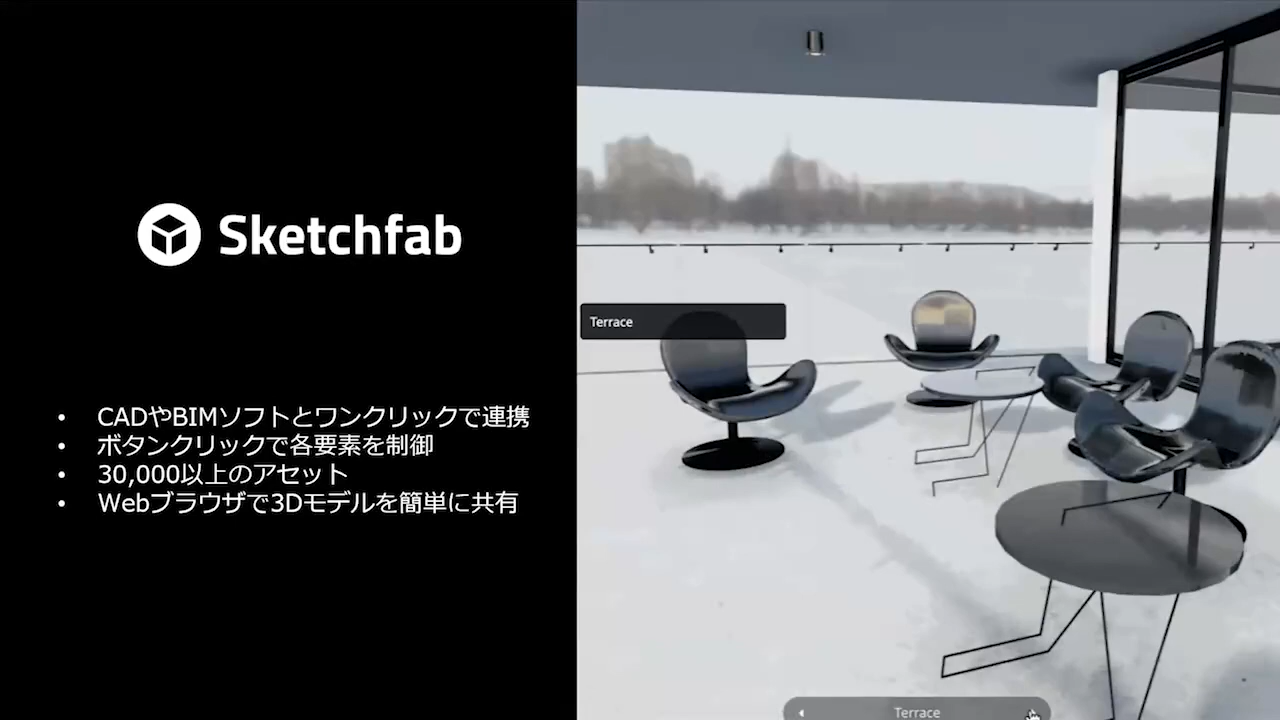 Sketchfab
• CADやBIMソフトとワンクリックで連携
• ボタンクリックで各要素を制御
• 30,000以上のアセット
• Webブラウザで3Dモデルを簡単に共有
Terrace
Terrace